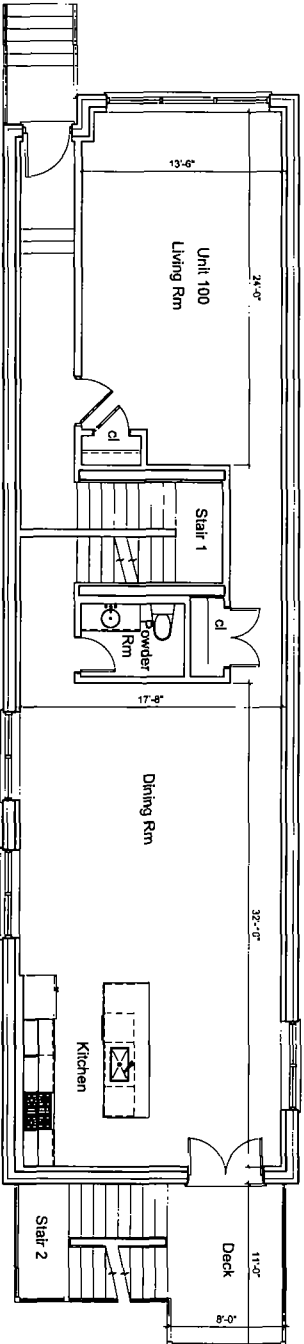 13'-6"
Unit 100
Living Rm
24'-0"
cl
Stair 1
Powder
Rm
cl
17'-8"
Dining Rm
32'-10"
Kitchen
Stair 2
Deck
11'-0"
8'-0"